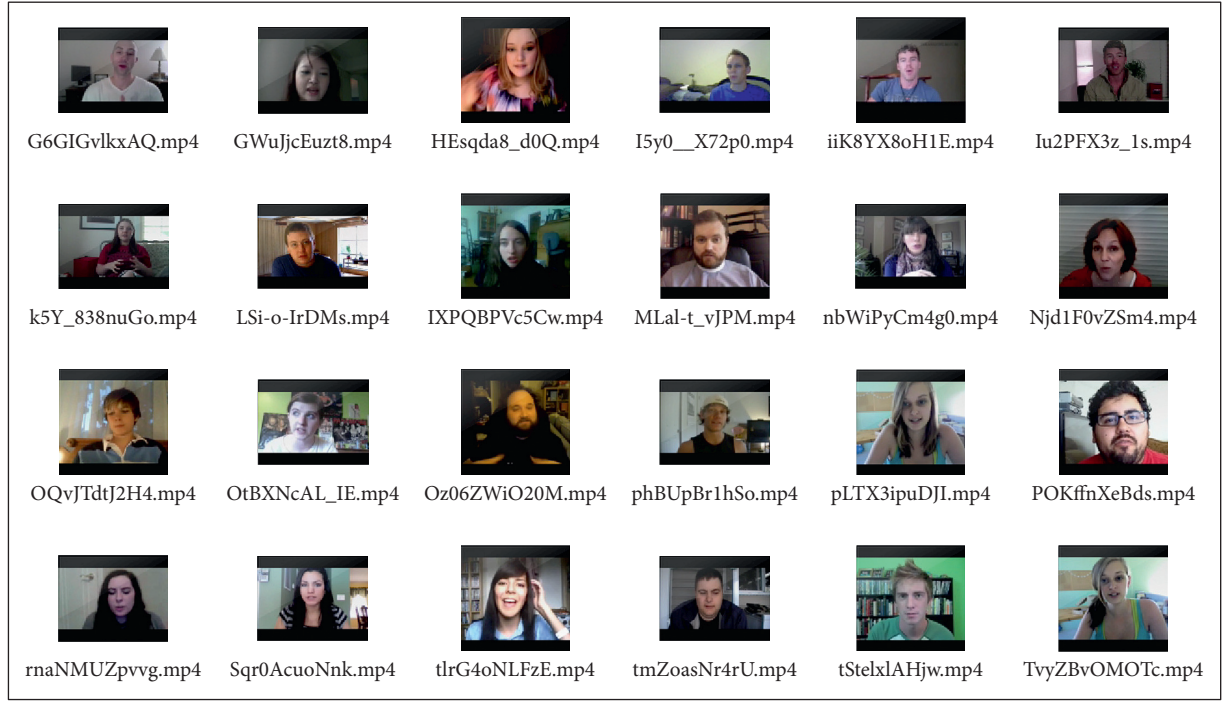 G6GIGvlkxAQ.mp4 GWuJjcEuzt8.mp4 HEsqda8_d0Q.mp4 I5y0__X72p0.mp4 iiK8YX8oH1E.mp4 Iu2PFX3z_1s.mp4
k5Y_838nuGo.mp4 LSi-o-IrDMs.mp4 IXPQBPVc5Cw.mp4 MLal-t_vJPM.mp4 nbWiPyCm4g0.mp4 Njd1F0vZSm4.mp4
OQvJTdtJ2H4.mp4 OtBXNcAL_IE.mp4 Oz06ZWiO20M.mp4 phBUpBr1hSo.mp4 pLTX3ipuDJI.mp4 POKffnXeBds.mp4
rnaNMUZpvvg.mp4 Sqr0AcuoNnk.mp4 tlrG4oNLFzE.mp4 tmZoasNr4rU.mp4 tStelxlAHjw.mp4 TvyZBvOMOTc.mp4